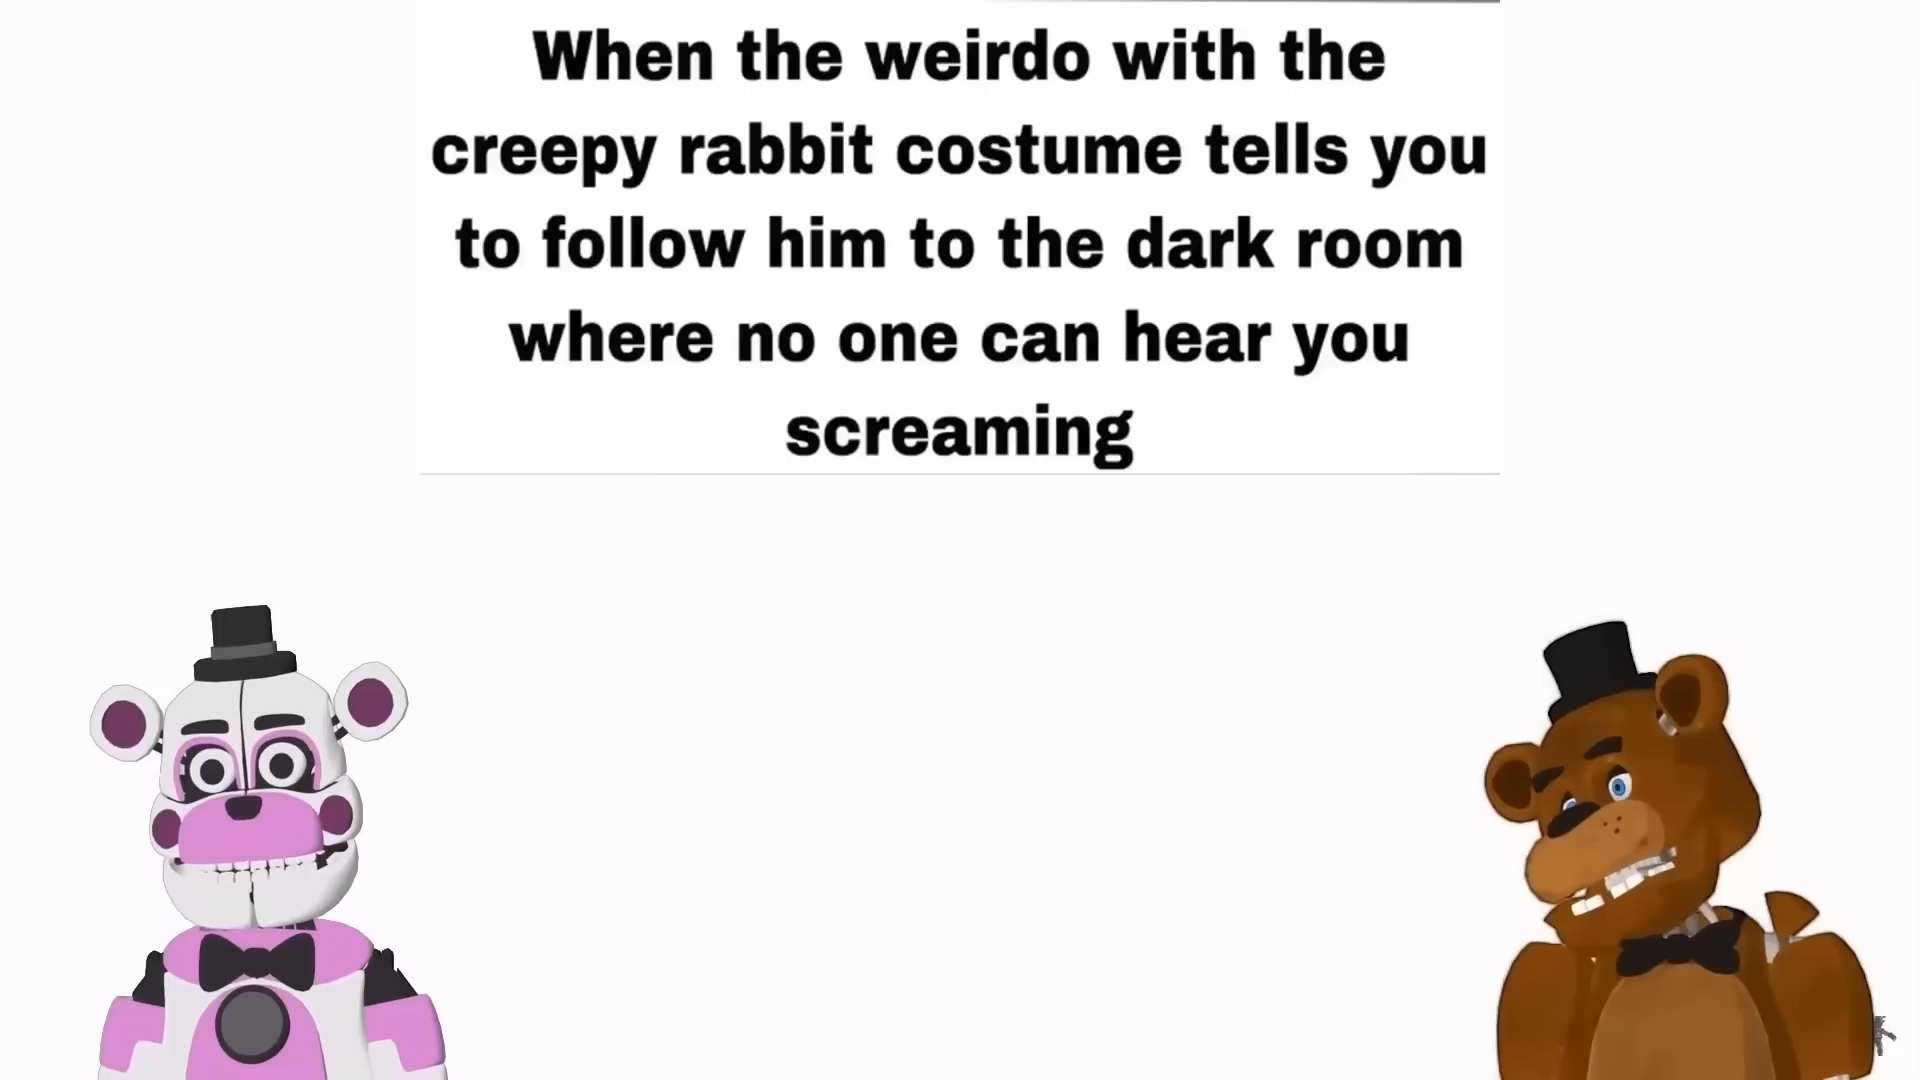 When the weirdo with the
creepy rabbit costume tells you
to follow him to the dark room
where no one can hear you
screaming